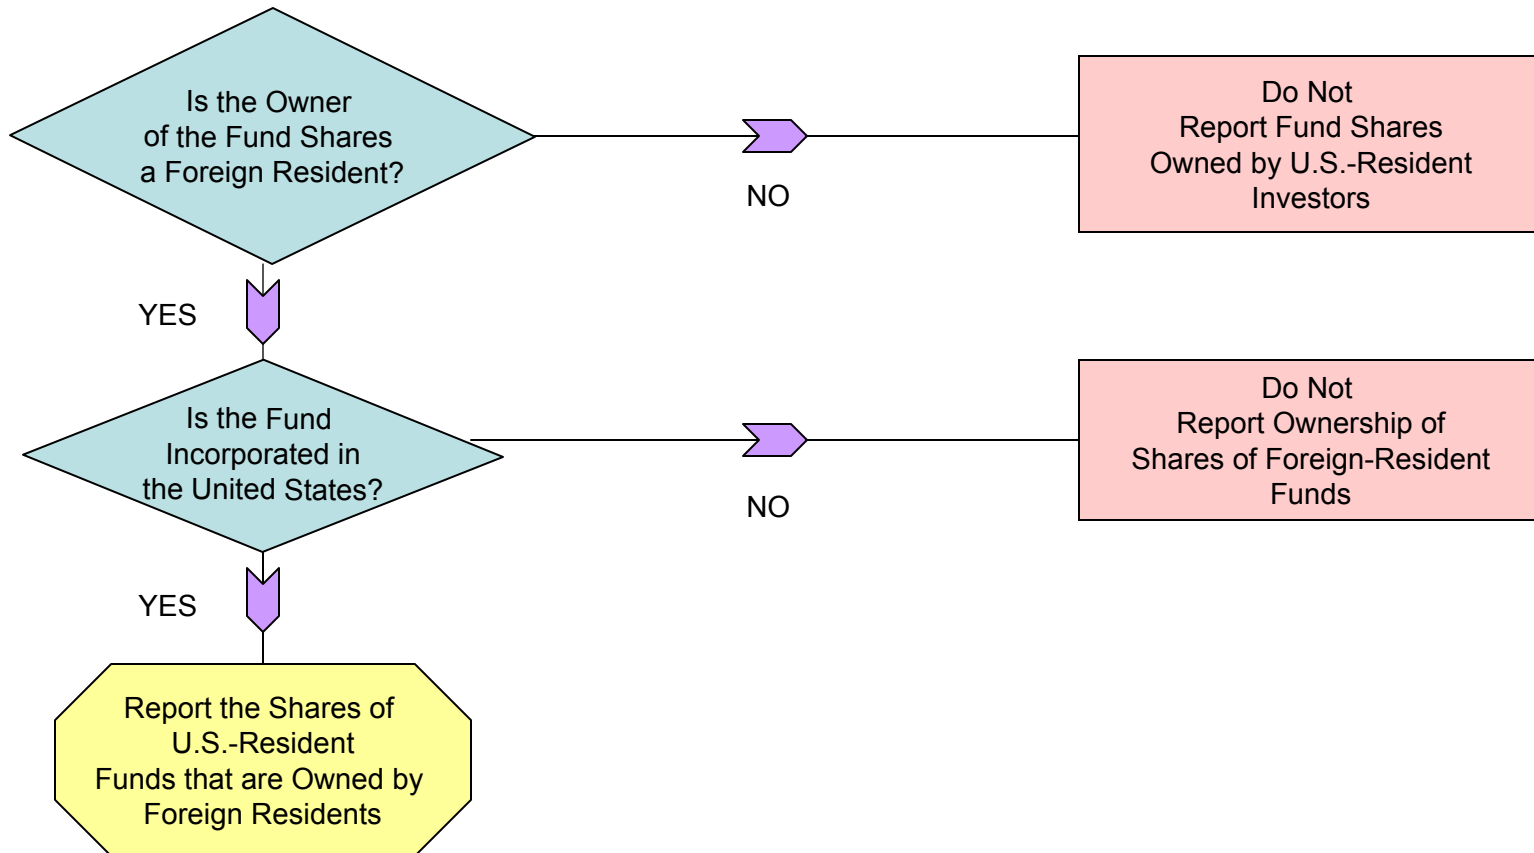 Is the Owner
of the Fund Shares
a Foreign Resident?
NO
Do Not
Report Fund Shares
Owned by U.S.-Resident
Investors
YES
Is the Fund
Incorporated in
the United States?
NO
Do Not
Report Ownership of
Shares of Foreign-Resident
Funds
YES
Report the Shares of
U.S.-Resident
Funds that are Owned by
Foreign Residents